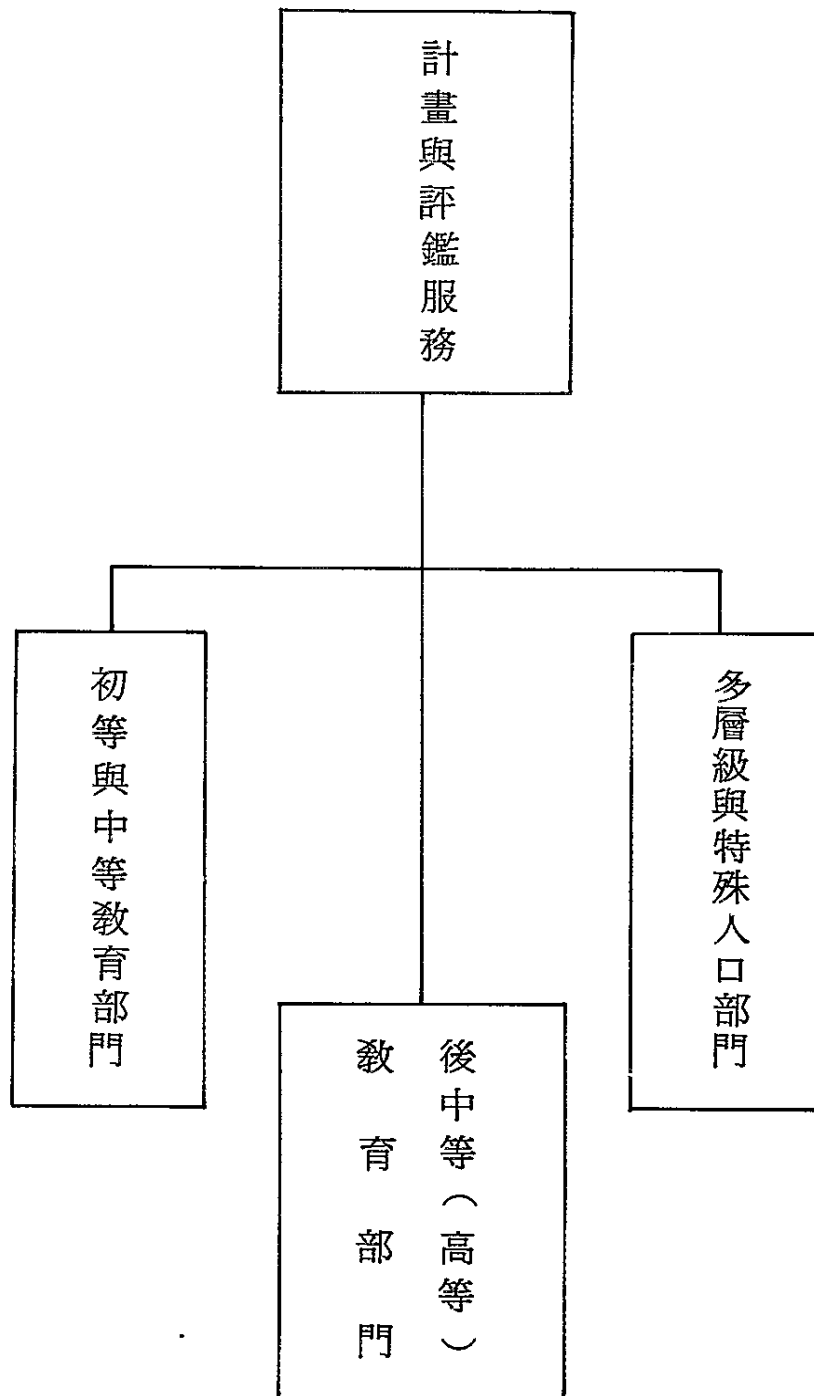 計畫與評鑑服務
初等與中等教育部門
後中等(高等)
教育部門
多層級與特殊人口部門